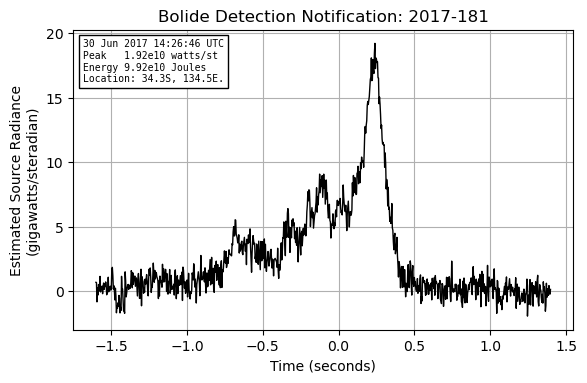 Bolide Detection Notification: 2017-181
30 Jun 2017 14:26:46 UTC
Peak   1.92e10 watts/st
Energy 9.92e10 Joules
Location: 34.3S, 134.5E.
Estimated Source Radiance
(gigawatts/steradian)
20
15
10
5
0
−1.5 −1.0 −0.5 0.0 0.5 1.0 1.5
Time (seconds)